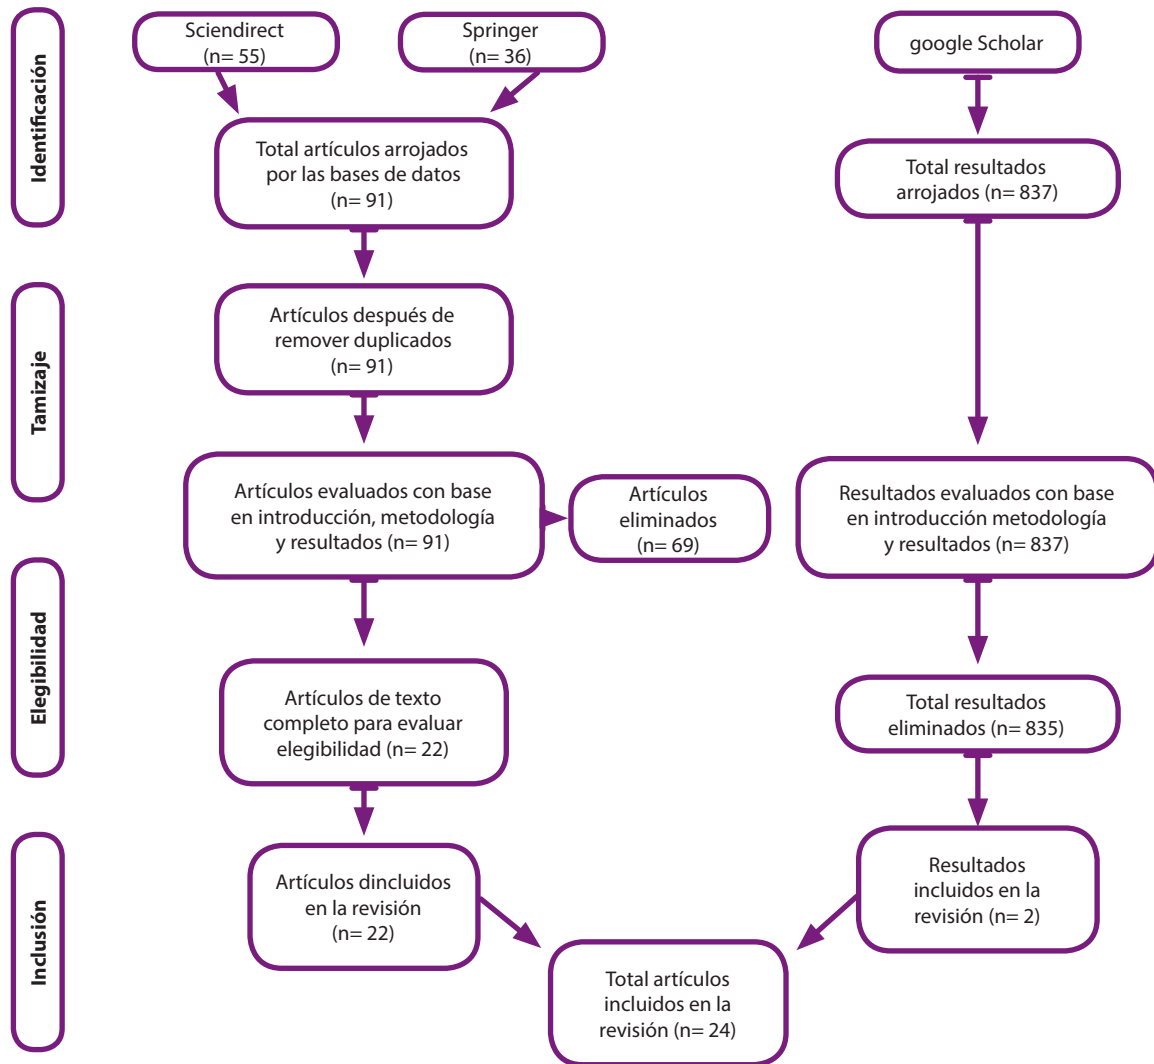 Identificación
Sciendirect
(n= 55)
Springer
(n= 36)
google Scholar
Total artículos arrojados
por las bases de datos
(n= 91)
Total resultados
arrojados (n= 837)
Tamizaje
Artículos después de
remover duplicados
(n= 91)
Artículos evaluados con base
en introducción, metodología
y resultados (n= 91)
Artículos
eliminados
(n= 69)
Resultados evaluados con base
en introducción metodología
y resultados (n= 837)
Elegibilidad
Artículos de texto
completo para evaluar
elegibilidad (n= 22)
Total resultados
eliminados (n= 835)
Inclusión
Artículos dincluidos
en la revisión
(n= 22)
Resultados
incluidos en la
revisión (n= 2)
Total artículos
incluidos en la
revisión (n= 24)